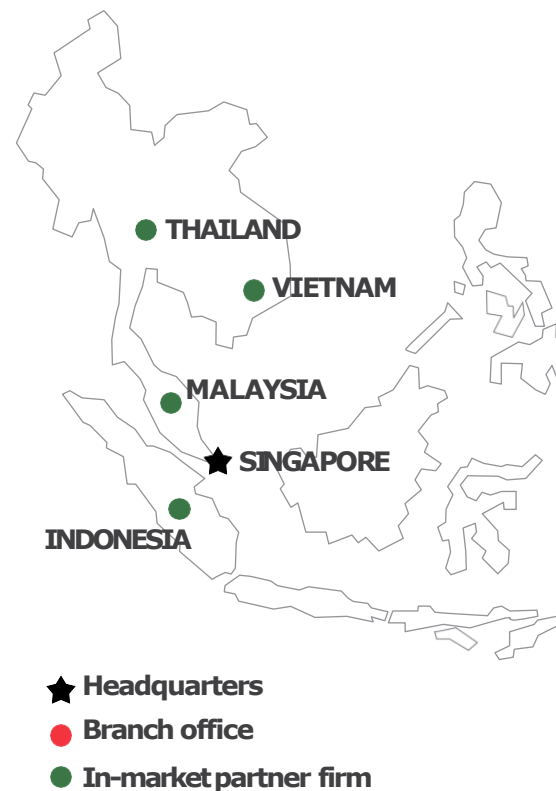 THAILAND
VIETNAM
MALAYSIA
SINGAPORE
INDONESIA
Headquarters
Branch office
In-market partner firm